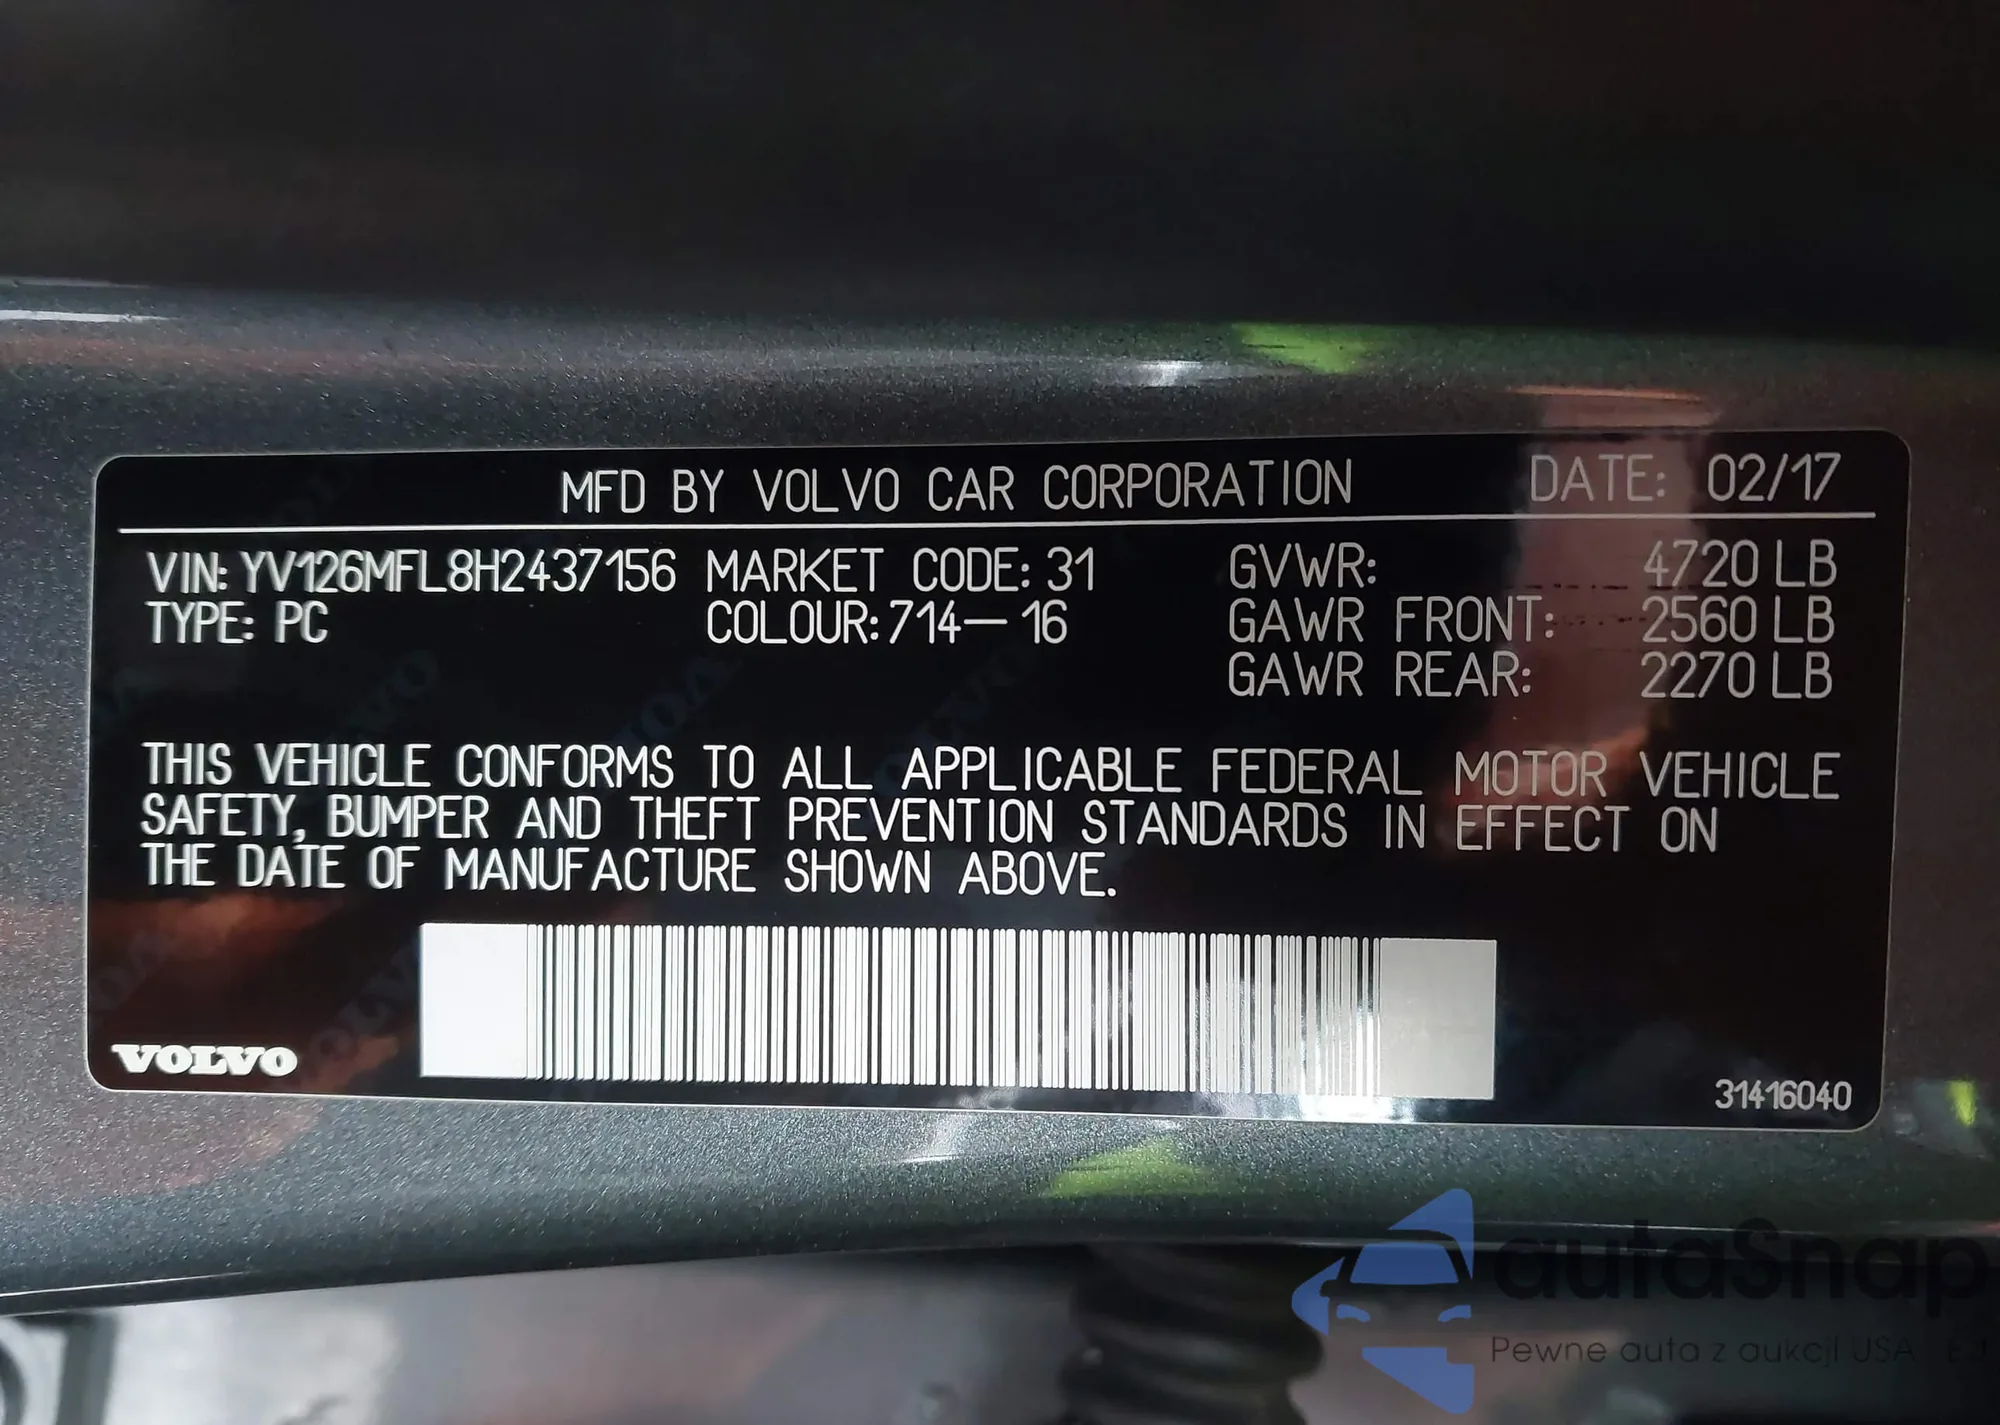 MFD BY VOLVO CAR CORPORATION DATE: 02/17
VIN: YV126MFL8H2437156 MARKET CODE: 31 GVWR: 4720 LB
TYPE: PC COLOUR: 714— 16 GAWR FRONT: 2560 LB
GAWR REAR: 2270 LB
THIS VEHICLE CONFORMS TO ALL APPLICABLE FEDERAL MOTOR VEHICLE
SAFETY, BUMPER AND THEFT PREVENTION STANDARDS IN EFFECT ON
THE DATE OF MANUFACTURE SHOWN ABOVE.
VOLVO
31416040
autaSnap
Pewne auta z aukcji USA